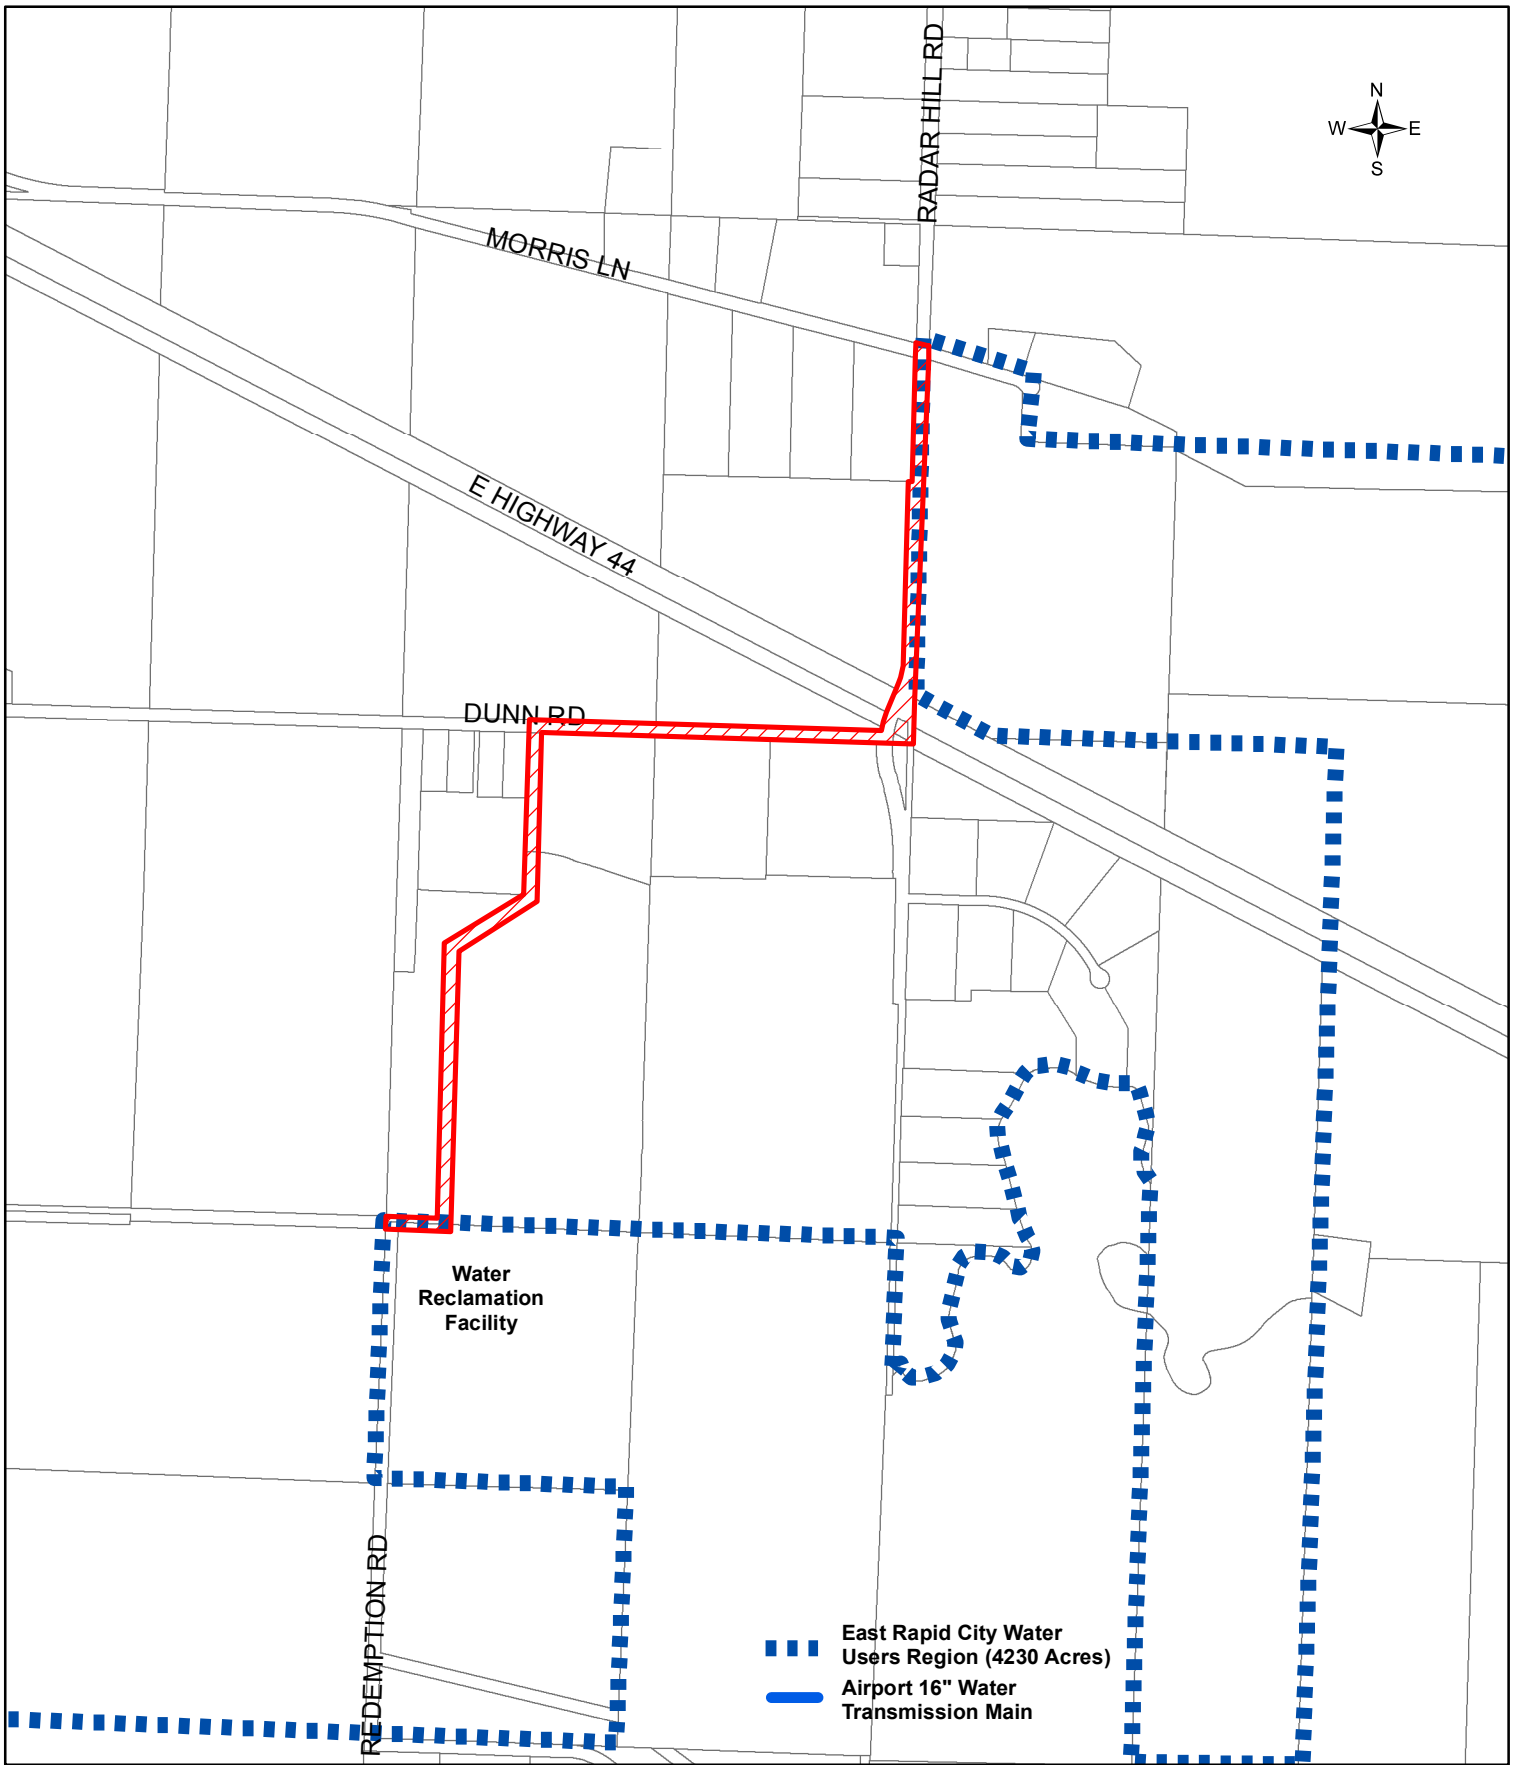 RADAR HILL RD
N
W E
S
MORRIS LN
E HIGHWAY 44
DUNN RD
Water
Reclamation
Facility
REDEMPTION RD
East Rapid City Water
Users Region (4230 Acres)
Airport 16" Water
Transmission Main